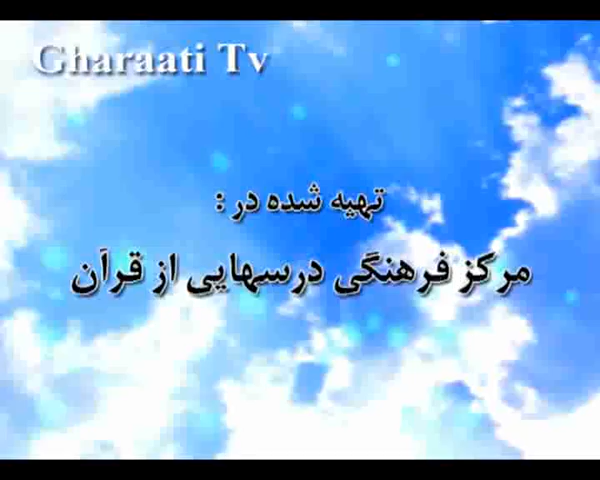 Gharaati Tv
تهیه شده در :
مرکز فرهنگی درسهایی از قرآن